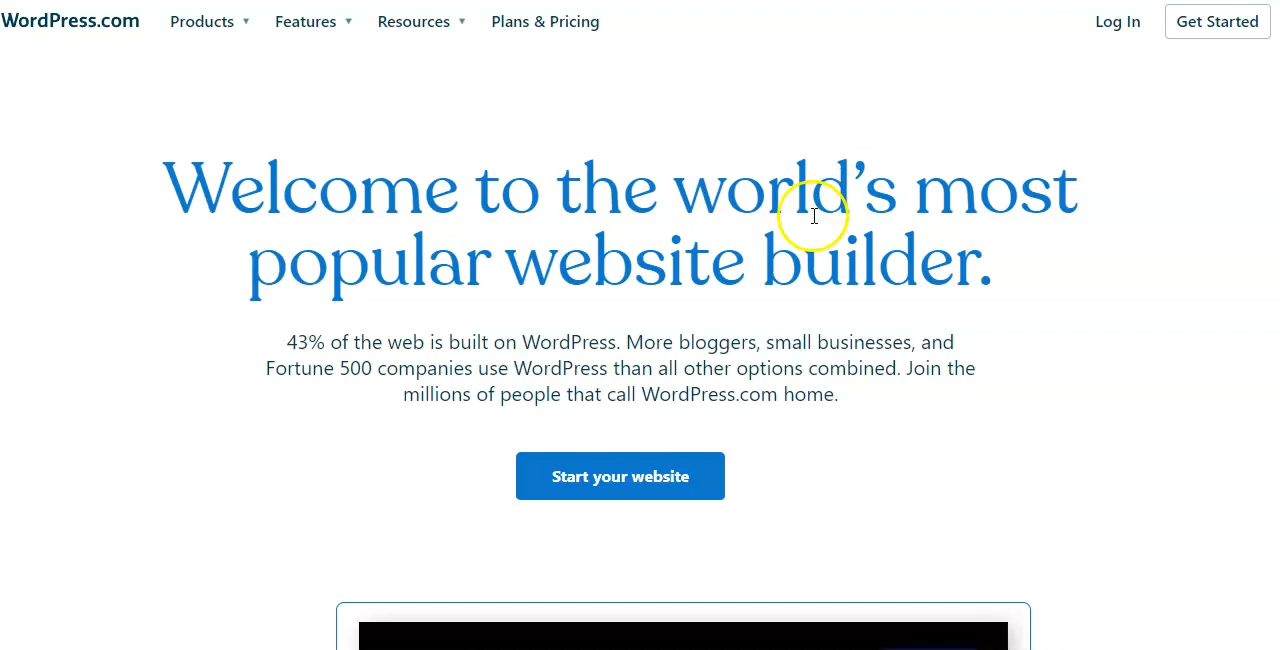 WordPress.com Products Features Resources Plans & Pricing Log In Get Started
Welcome to the world’s most
popular website builder.
43% of the web is built on WordPress. More bloggers, small businesses, and
Fortune 500 companies use WordPress than all other options combined. Join the
millions of people that call WordPress.com home.
Start your website